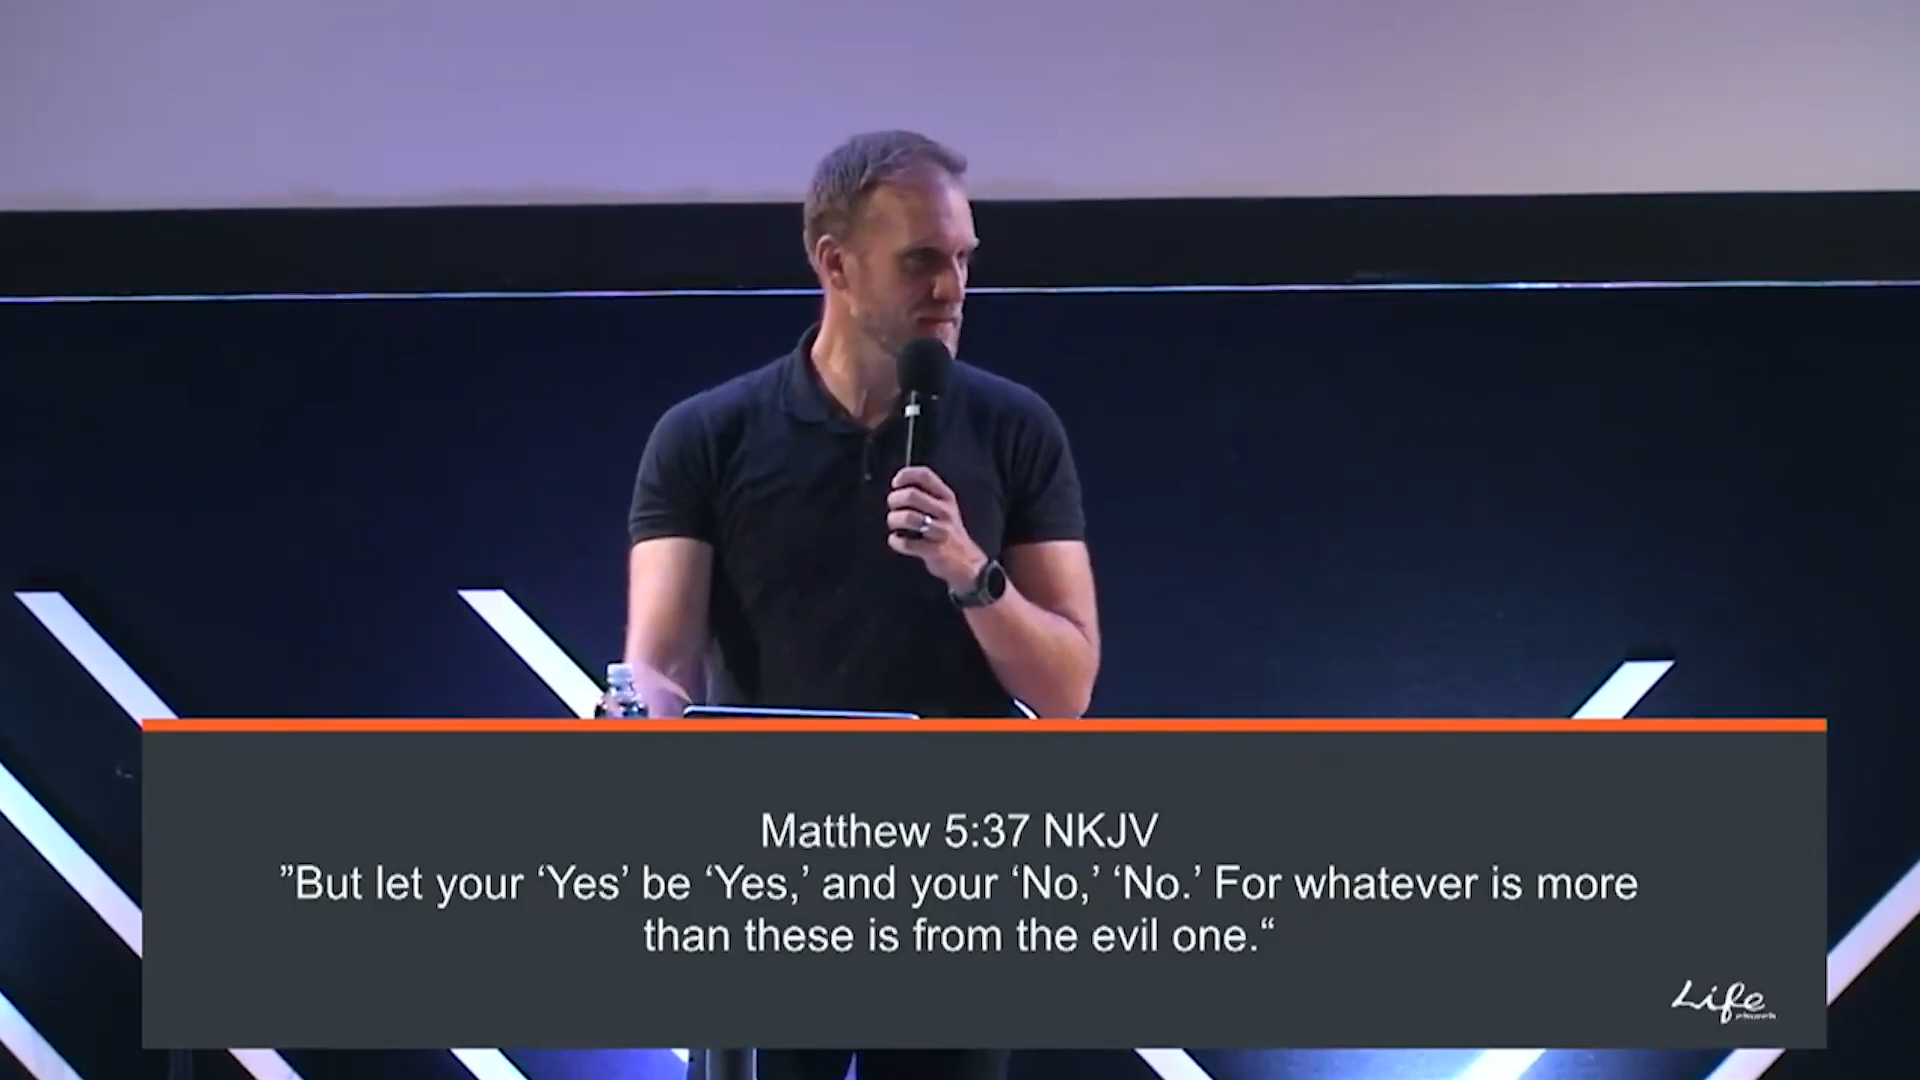 Matthew 5:37 NKJV
”But let your ‘Yes’ be ‘Yes,’ and your ‘No,’ ‘No.’ For whatever is more
than these is from the evil one.“
Life